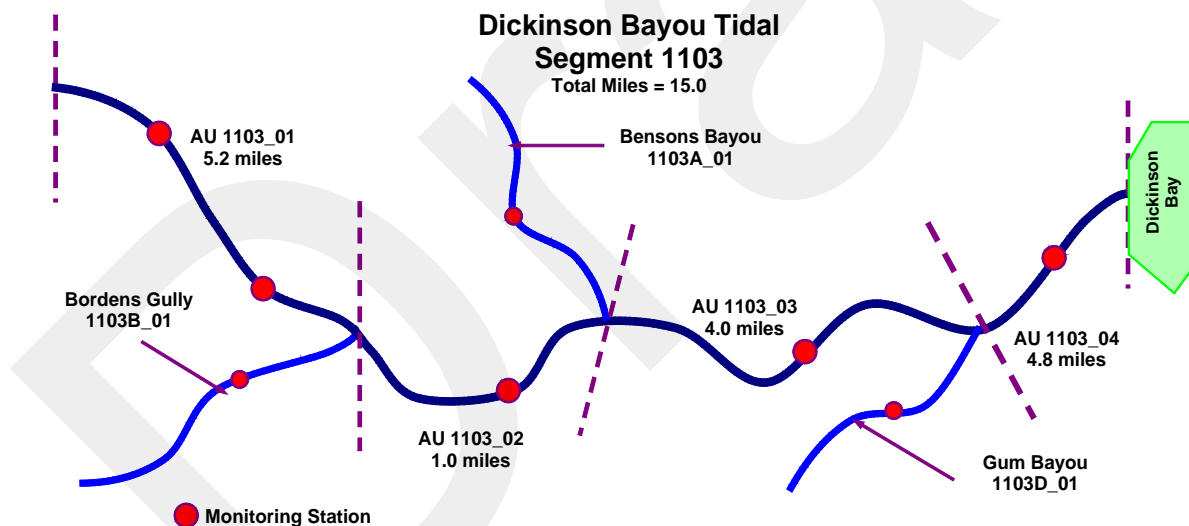 Dickinson Bayou Tidal
Segment 1103
Total Miles = 15.0
AU 1103_01
5.2 miles
Bensons Bayou
1103A_01
Dickinson
Bay
Bordens Gully
1103B_01
AU 1103_03
4.0 miles
AU 1103_04
4.8 miles
AU 1103_02
1.0 miles
Gum Bayou
1103D_01
Monitoring Station